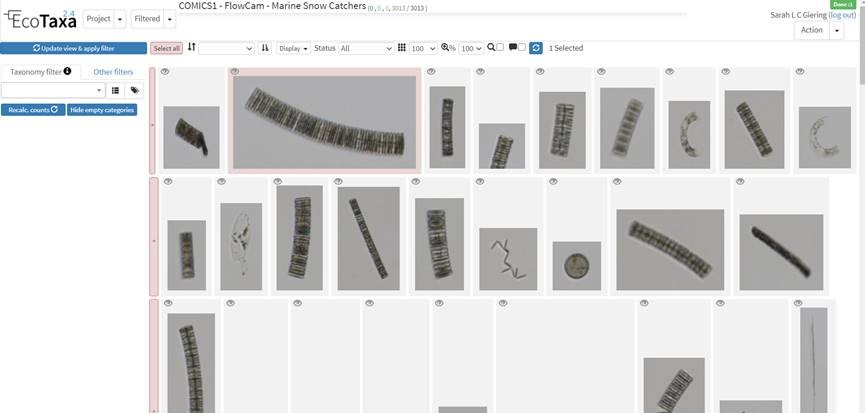 COMICS1 - FlowCam - Marine Snow Catchers (0, 0, 0, 3013 / 3013 )
Done :1
EcoTaxa 2.4
Project
Filtered
Sarah L C Giering (log out)
Action
Update view & apply filter
Select all
Display
Status All
100
% 100
1 Selected
Taxonomy filter
Other filters
Recalc. counts
Hide empty categories